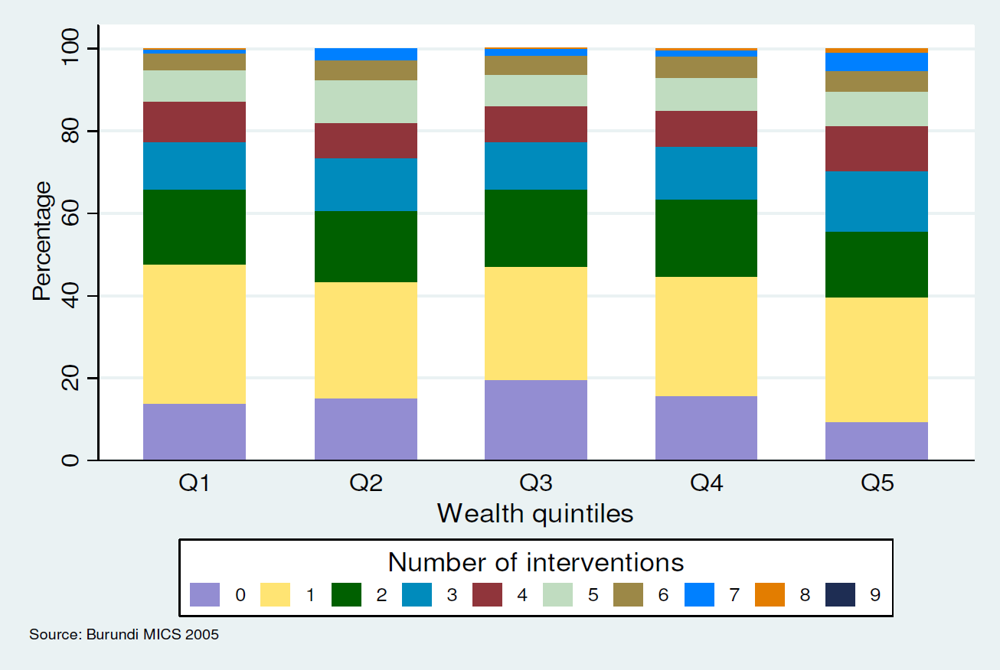 Percentage
100
80
60
40
20
0
Q1 Q2 Q3 Q4 Q5
Wealth quintiles
Number of interventions
0 1 2 3 4 5 6 7 8 9
Source: Burundi MICS 2005